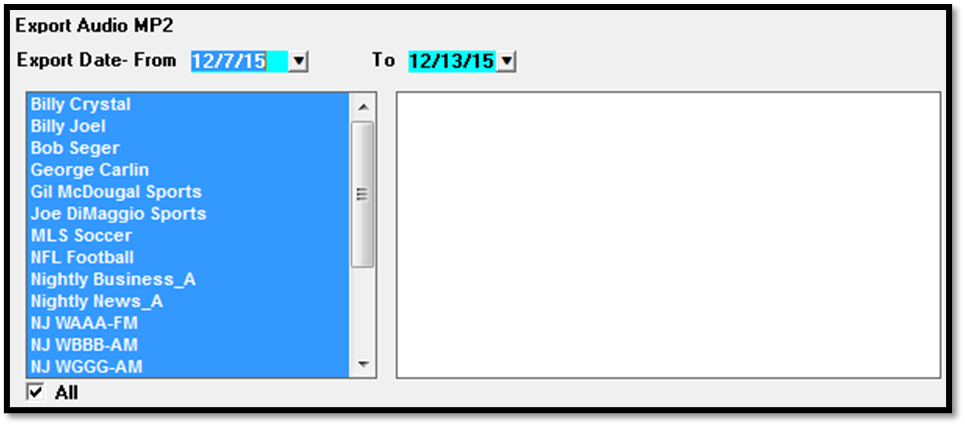 Export Audio MP2
Export Date- From 12/7/15 To 12/13/15
Billy Crystal
Billy Joel
Bob Seger
George Carlin
Gil McDougal Sports
Joe DiMaggio Sports
MLS Soccer
NFL Football
Nightly Business_A
Nightly News_A
NJ WAAA-FM
NJ WBBB-AM
NJ WGGG-AM
All